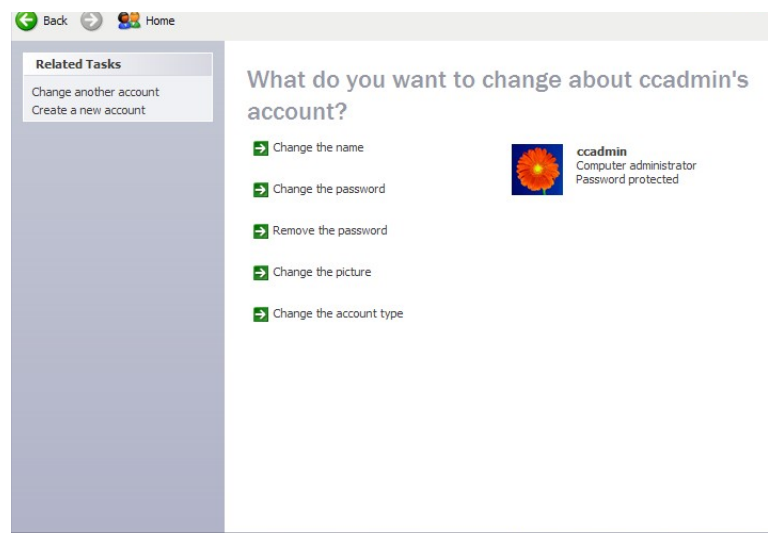 Back Home
Related Tasks
Change another account
Create a new account
What do you want to change about ccadmin's
account?
Change the name
Change the password
Remove the password
Change the picture
Change the account type
ccadmin
Computer administrator
Password protected